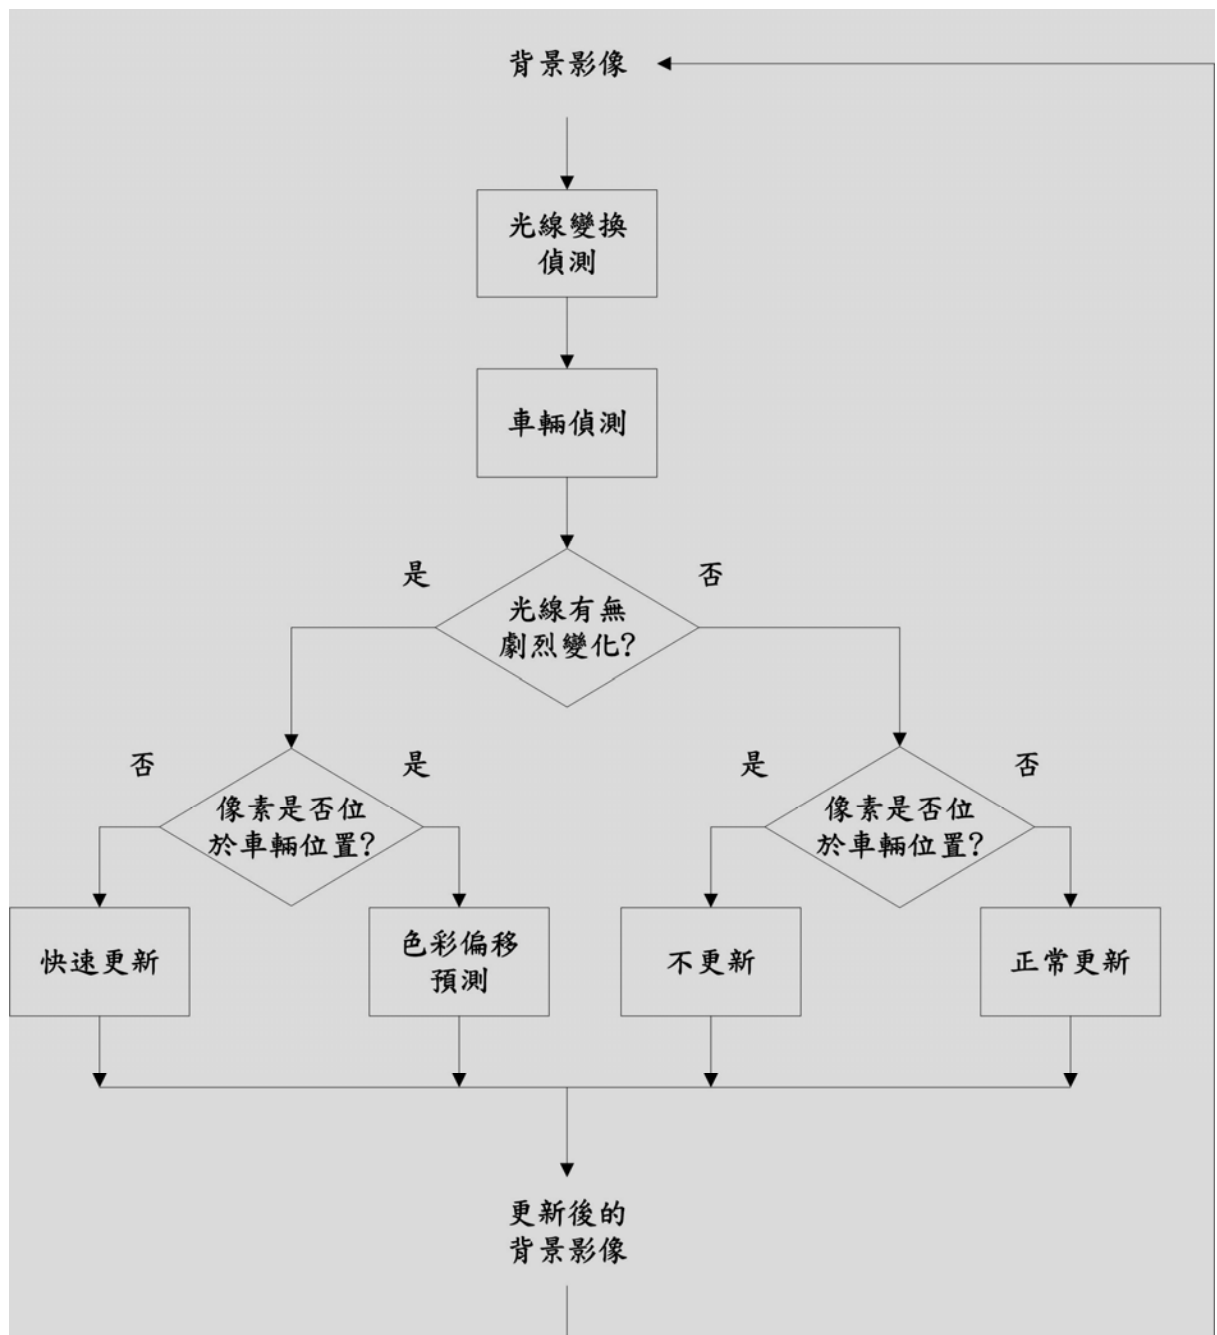 背景影像
光線變換
偵測
車輛偵測
是
否
光線有無
劇烈變化?
否
是
像素是否位
於車輛位置?
是
否
像素是否位
於車輛位置?
快速更新
色彩偏移
預測
不更新
正常更新
更新後的
背景影像